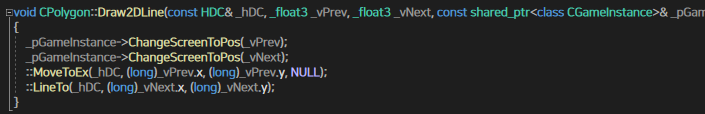 void CPolygon::Draw2DLine(const HDC& _hDC, _float3 _vPrev, _float3 _vNext, const shared_ptr<class CGameInstance>& _pGam
{
_pGameInstance->ChangeScreenToPos(_vPrev);
_pGameInstance->ChangeScreenToPos(_vNext);
::MoveToEx(_hDC, (long)_vPrev.x, (long)_vPrev.y, NULL);
::LineTo(_hDC, (long)_vNext.x, (long)_vNext.y);
}